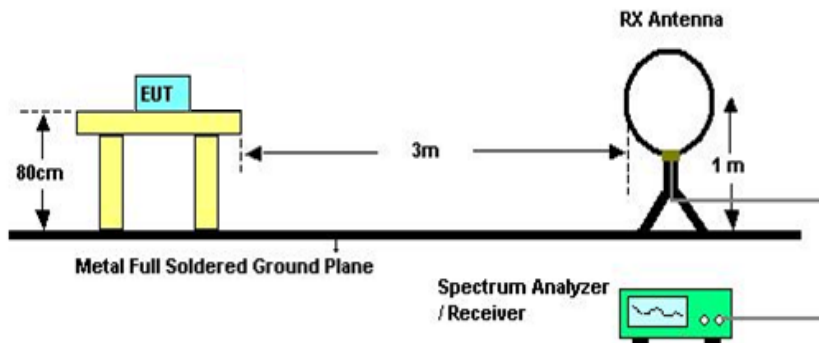 RX Antenna
EUT
3m
80cm
1 m
Metal Full Soldered Ground Plane
Spectrum Analyzer
/ Receiver